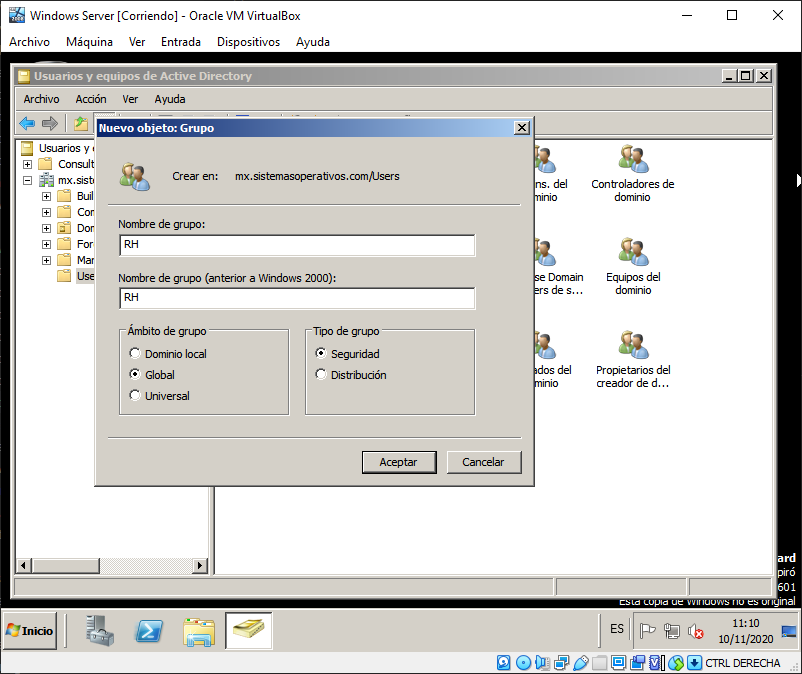 Windows Server [Corriendo] - Oracle VM VirtualBox
Archivo Máquina Ver Entrada Dispositivos Ayuda
Usuarios y equipos de Active Directory
Archivo Acción Ver Ayuda
Nuevo objeto: Grupo
Crear en: mx.sistemasoperativos.com/Users
Nombre de grupo:
RH
Nombre de grupo (anterior a Windows 2000):
RH
Ámbito de grupo
Dominio local
Global
Universal
Tipo de grupo
Seguridad
Distribución
Aceptar Cancelar
Usuarios y
Consult
mx.sist
Buil
Com
Dom
For
Man
Use
ns. del
minio
Controladores de
dominio
se Domain
ers de s...
Equipos del
dominio
ados del
minio
Propietarios del
creador de d...
ard
piró
601
Esta copia de Windows no es original
Inicio
ES
11:10
10/11/2020
CTRL DERECHA